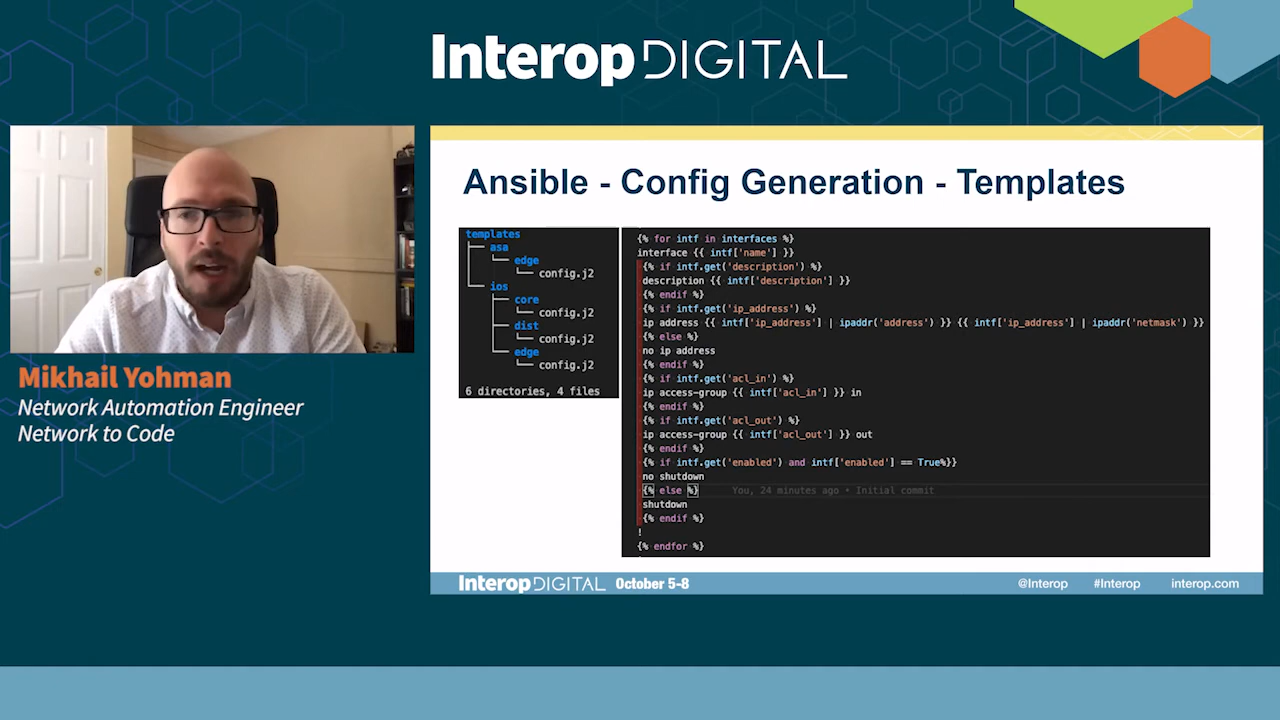 Interop DIGITAL
Mikhail Yohman
Network Automation Engineer
Network to Code
Ansible - Config Generation - Templates
templates
├── asa
│   └── edge
│       └── config.j2
└── ios
    ├── core
    │   └── config.j2
    ├── dist
    │   └── config.j2
    └── edge
        └── config.j2
6 directories, 4 files
{% for intf in interfaces %}
interface {{ intf['name'] }}
{% if intf.get('description') %}
description {{ intf['description'] }}
{% endif %}
{% if intf.get('ip_address') %}
ip address {{ intf['ip_address'] | ipaddr('address') }} {{ intf['ip_address'] | ipaddr('netmask') }}
{% else %}
no ip address
{% endif %}
{% if intf.get('acl_in') %}
ip access-group {{ intf['acl_in'] }} in
{% endif %}
{% if intf.get('acl_out') %}
ip access-group {{ intf['acl_out'] }} out
{% endif %}
{% if intf.get('enabled') and intf['enabled'] == True%}}
no shutdown
{% else %} You, 24 minutes ago • Initial commit
shutdown
{% endif %}
!
{% endfor %}
Interop DIGITAL October 5-8 @Interop #Interop interop.com